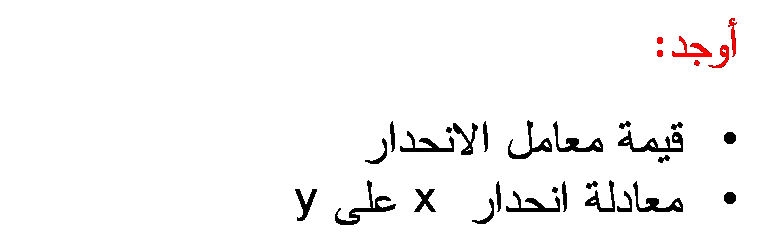 أوجد:
• قيمة معامل الانحدار
• معادلة انحدار x على y